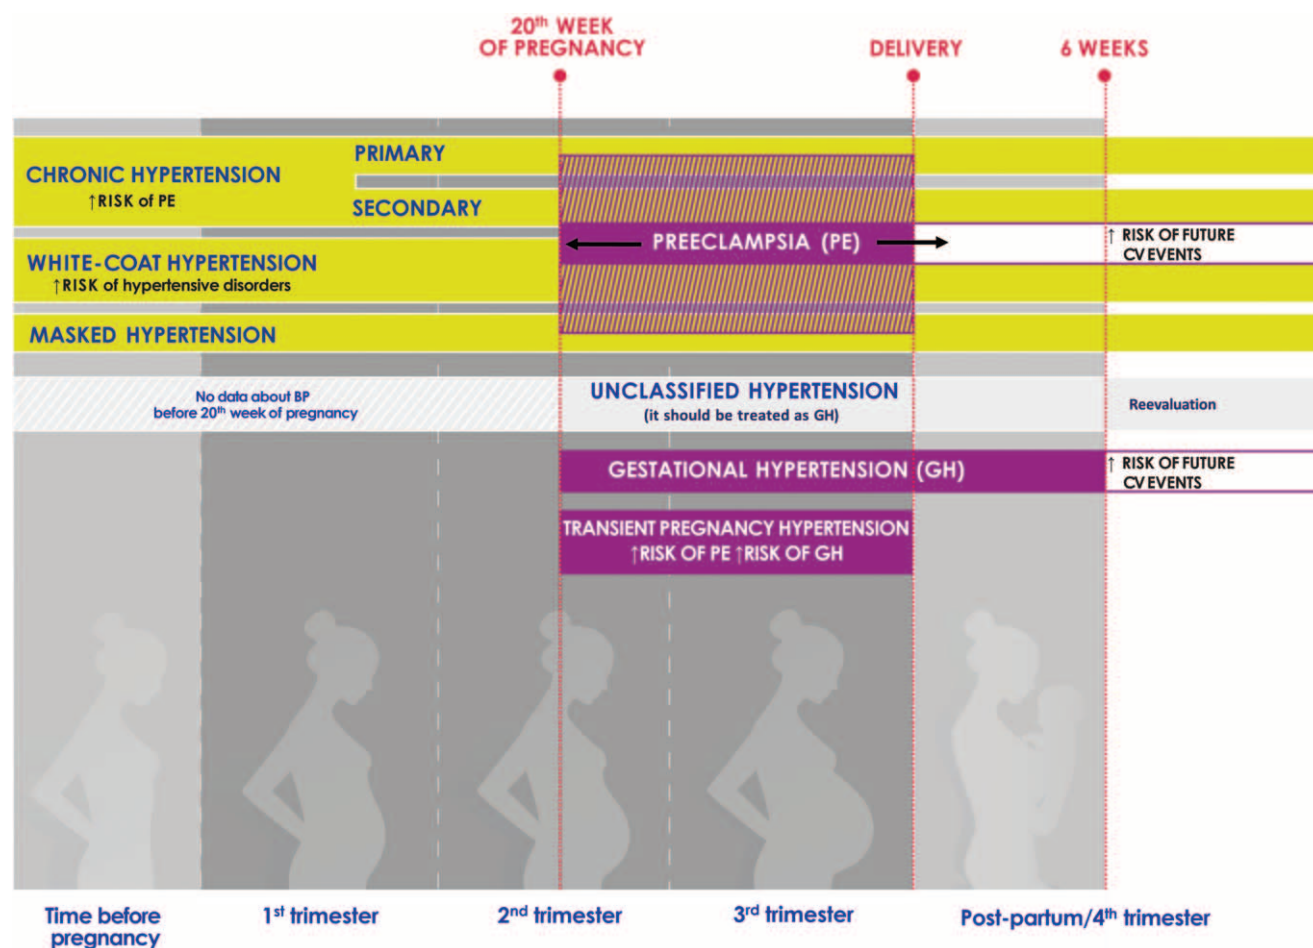 20th WEEK
OF PREGNANCY
DELIVERY
6 WEEKS
PRIMARY
CHRONIC HYPERTENSION
↑RISK of PE
SECONDARY
PREECLAMPSIA (PE)
↑ RISK OF FUTURE
CV EVENTS
WHITE-COAT HYPERTENSION
↑RISK of hypertensive disorders
MASKED HYPERTENSION
No data about BP
before 20th week of pregnancy
UNCLASSIFIED HYPERTENSION
(it should be treated as GH)
Reevaluation
GESTATIONAL HYPERTENSION (GH)
↑ RISK OF FUTURE
CV EVENTS
TRANSIENT PREGNANCY HYPERTENSION
↑RISK OF PE ↑RISK OF GH
Time before
pregnancy
1st trimester
2nd trimester
3rd trimester
Post-partum/4th trimester